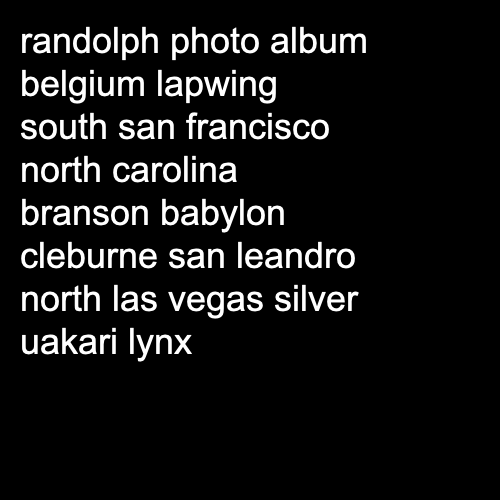 randolph photo album
belgium lapwing
south san francisco
north carolina
branson babylon
cleburne san leandro
north las vegas silver
uakari lynx